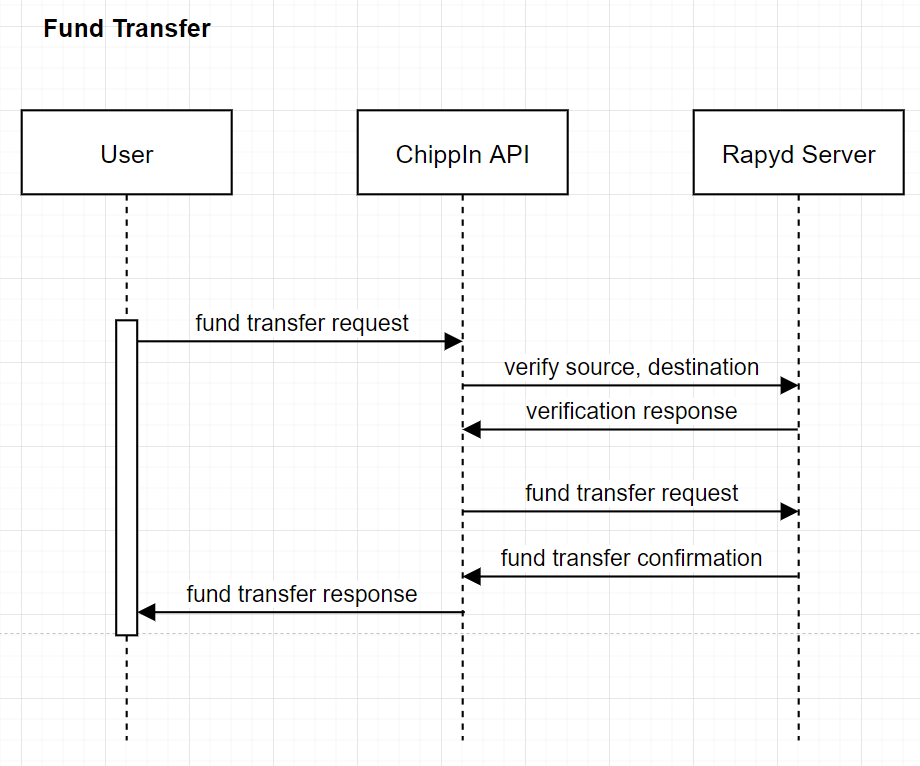 Fund Transfer
User
ChippIn API
Rapyd Server
fund transfer request
verify source, destination
verification response
fund transfer request
fund transfer confirmation
fund transfer response